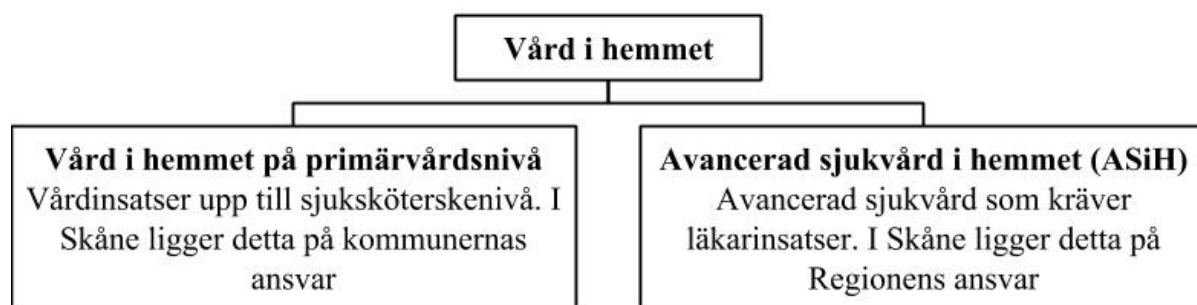 Vård i hemmet
Vård i hemmet på primärvårdsnivå
Vårdinsatser upp till sjuksköterskenivå. I
Skåne ligger detta på kommunernas
ansvar
Avancerad sjukvård i hemmet (ASiH)
Avancerad sjukvård som kräver
läkarinsatser. I Skåne ligger detta på
Regionens ansvar